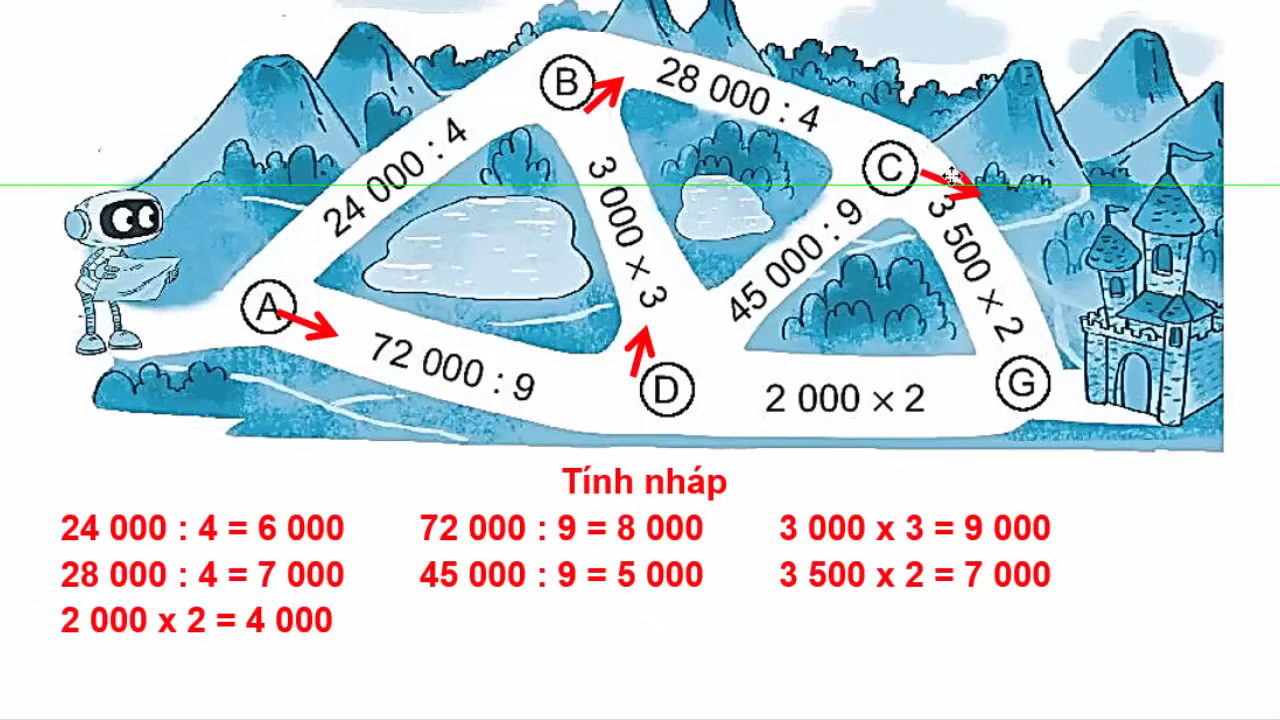 B
28 000 : 4
24 000 : 4
C
3 000 × 3
45 000 : 9
3 500 × 2
A
72 000 : 9
D
2 000 × 2
G
Tính nháp
24 000 : 4 = 6 000 72 000 : 9 = 8 000 3 000 x 3 = 9 000
28 000 : 4 = 7 000 45 000 : 9 = 5 000 3 500 x 2 = 7 000
2 000 x 2 = 4 000